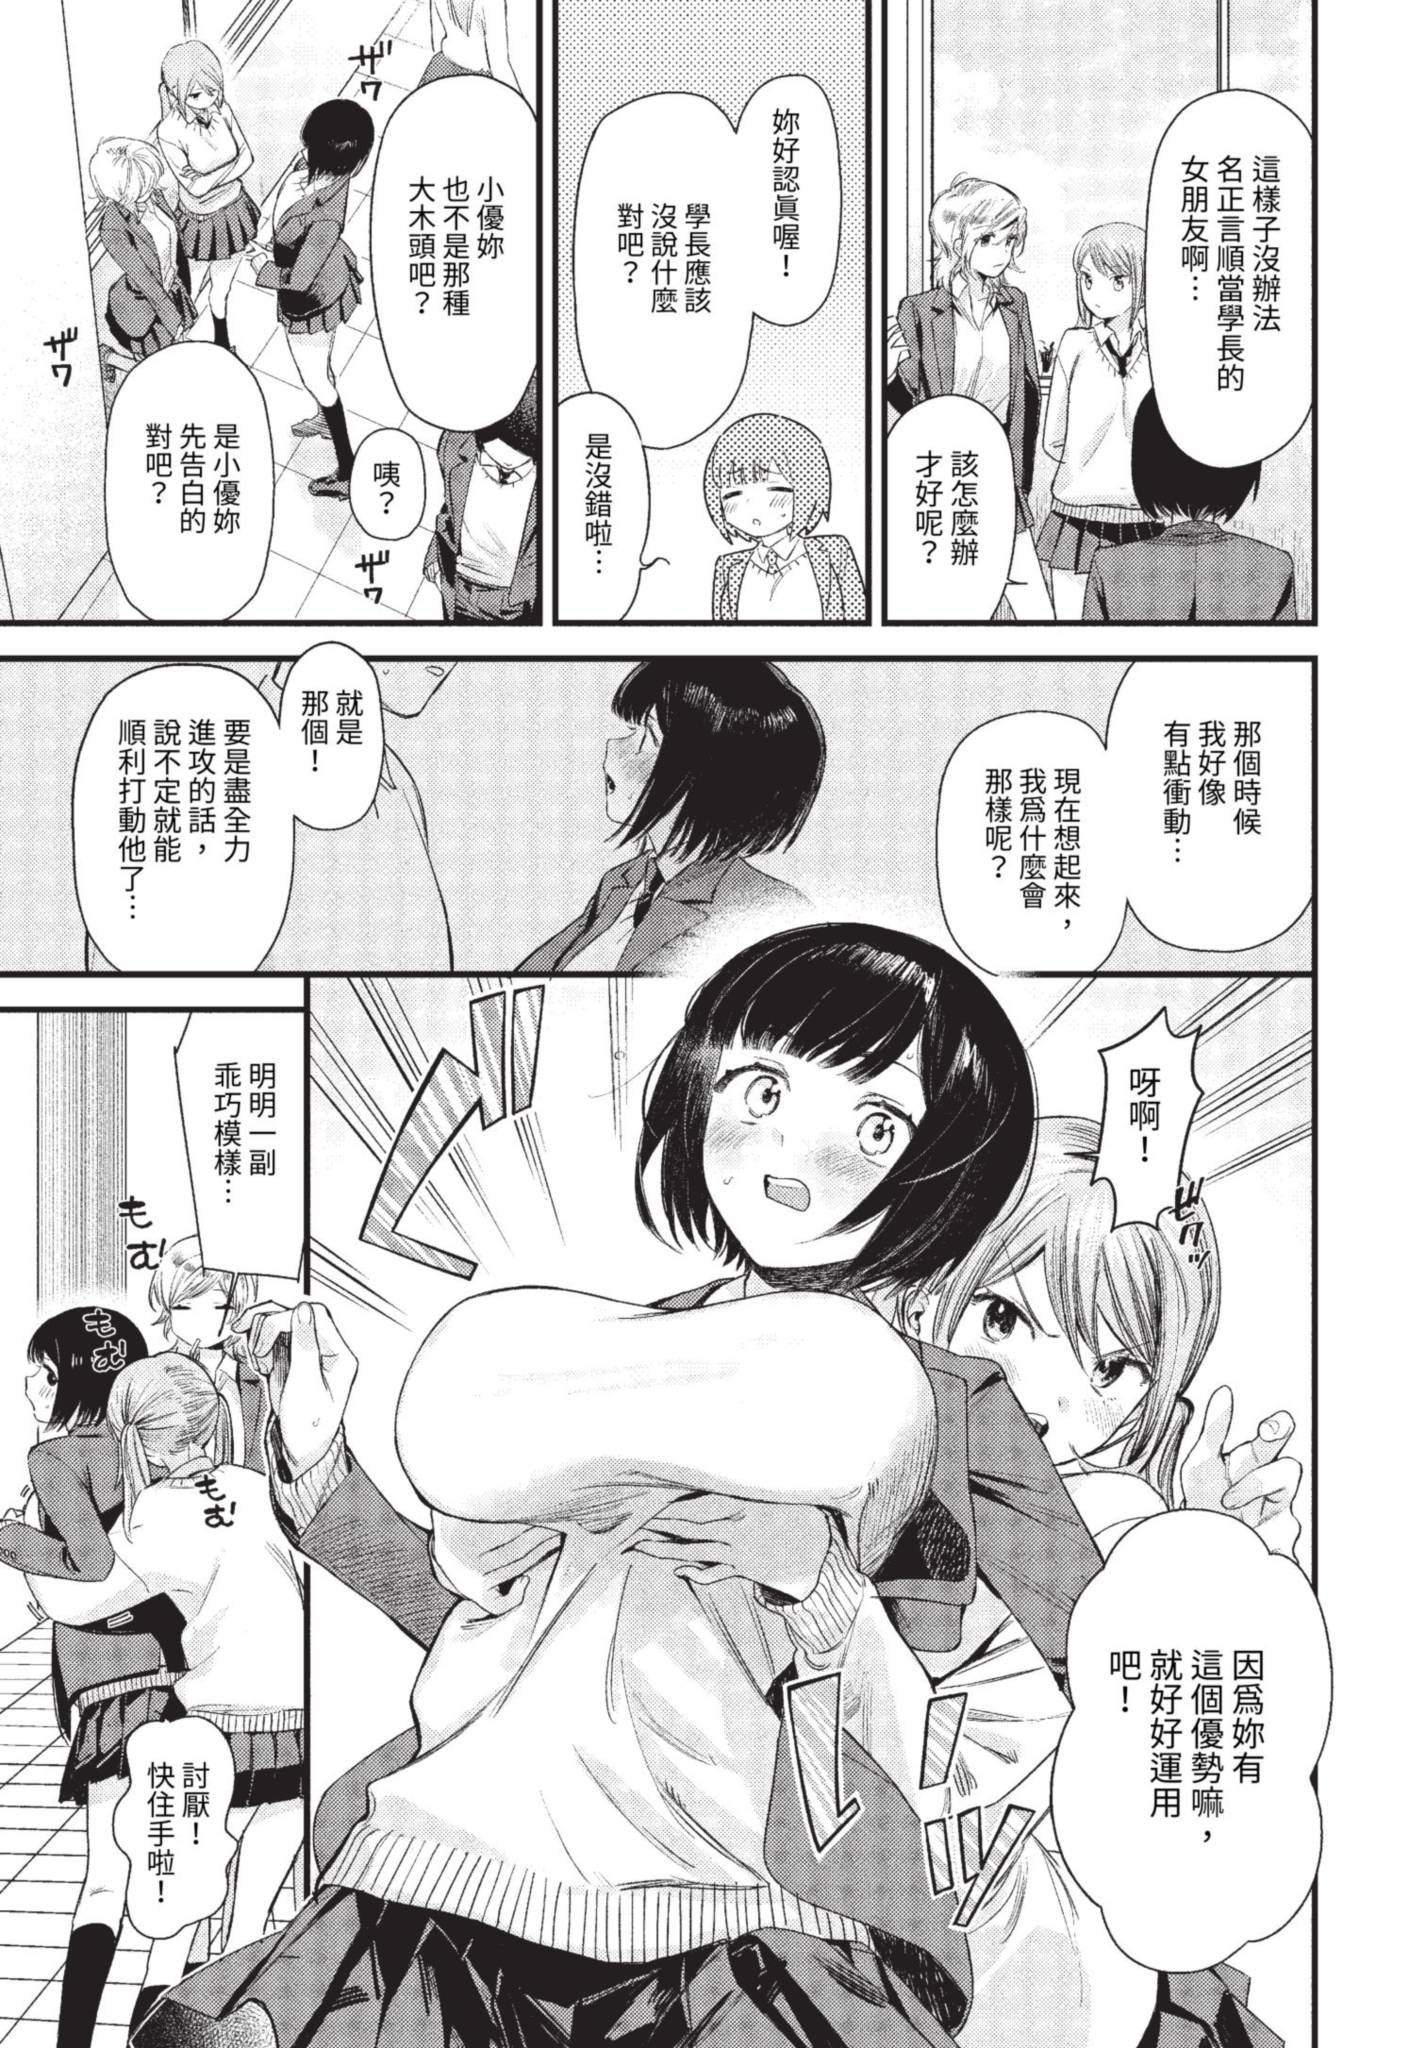 這樣子沒辦法
名正言順當學長的
女朋友啊…
該怎麼辦
才好呢？
妳好認眞喔！
學長應該
沒說什麼
對吧？
是沒錯啦…
ザワ
ザワ
小優妳
也不是那種
大木頭吧？
咦？
是小優妳
先告白的
對吧？
ザワ
ザワ
那個時候
我好像
有點衝動…
現在想起來，
我爲什麼會
那樣呢？
就是
那個！
要是盡全力
進攻的話，
說不定就能
順利打動他了…
呀啊！
ビクッ
因爲妳有
這個優勢嘛，
就好好運用
吧！
明明一副
乖巧模樣…
もむ
もむ
もむ
討厭！
快住手啦！